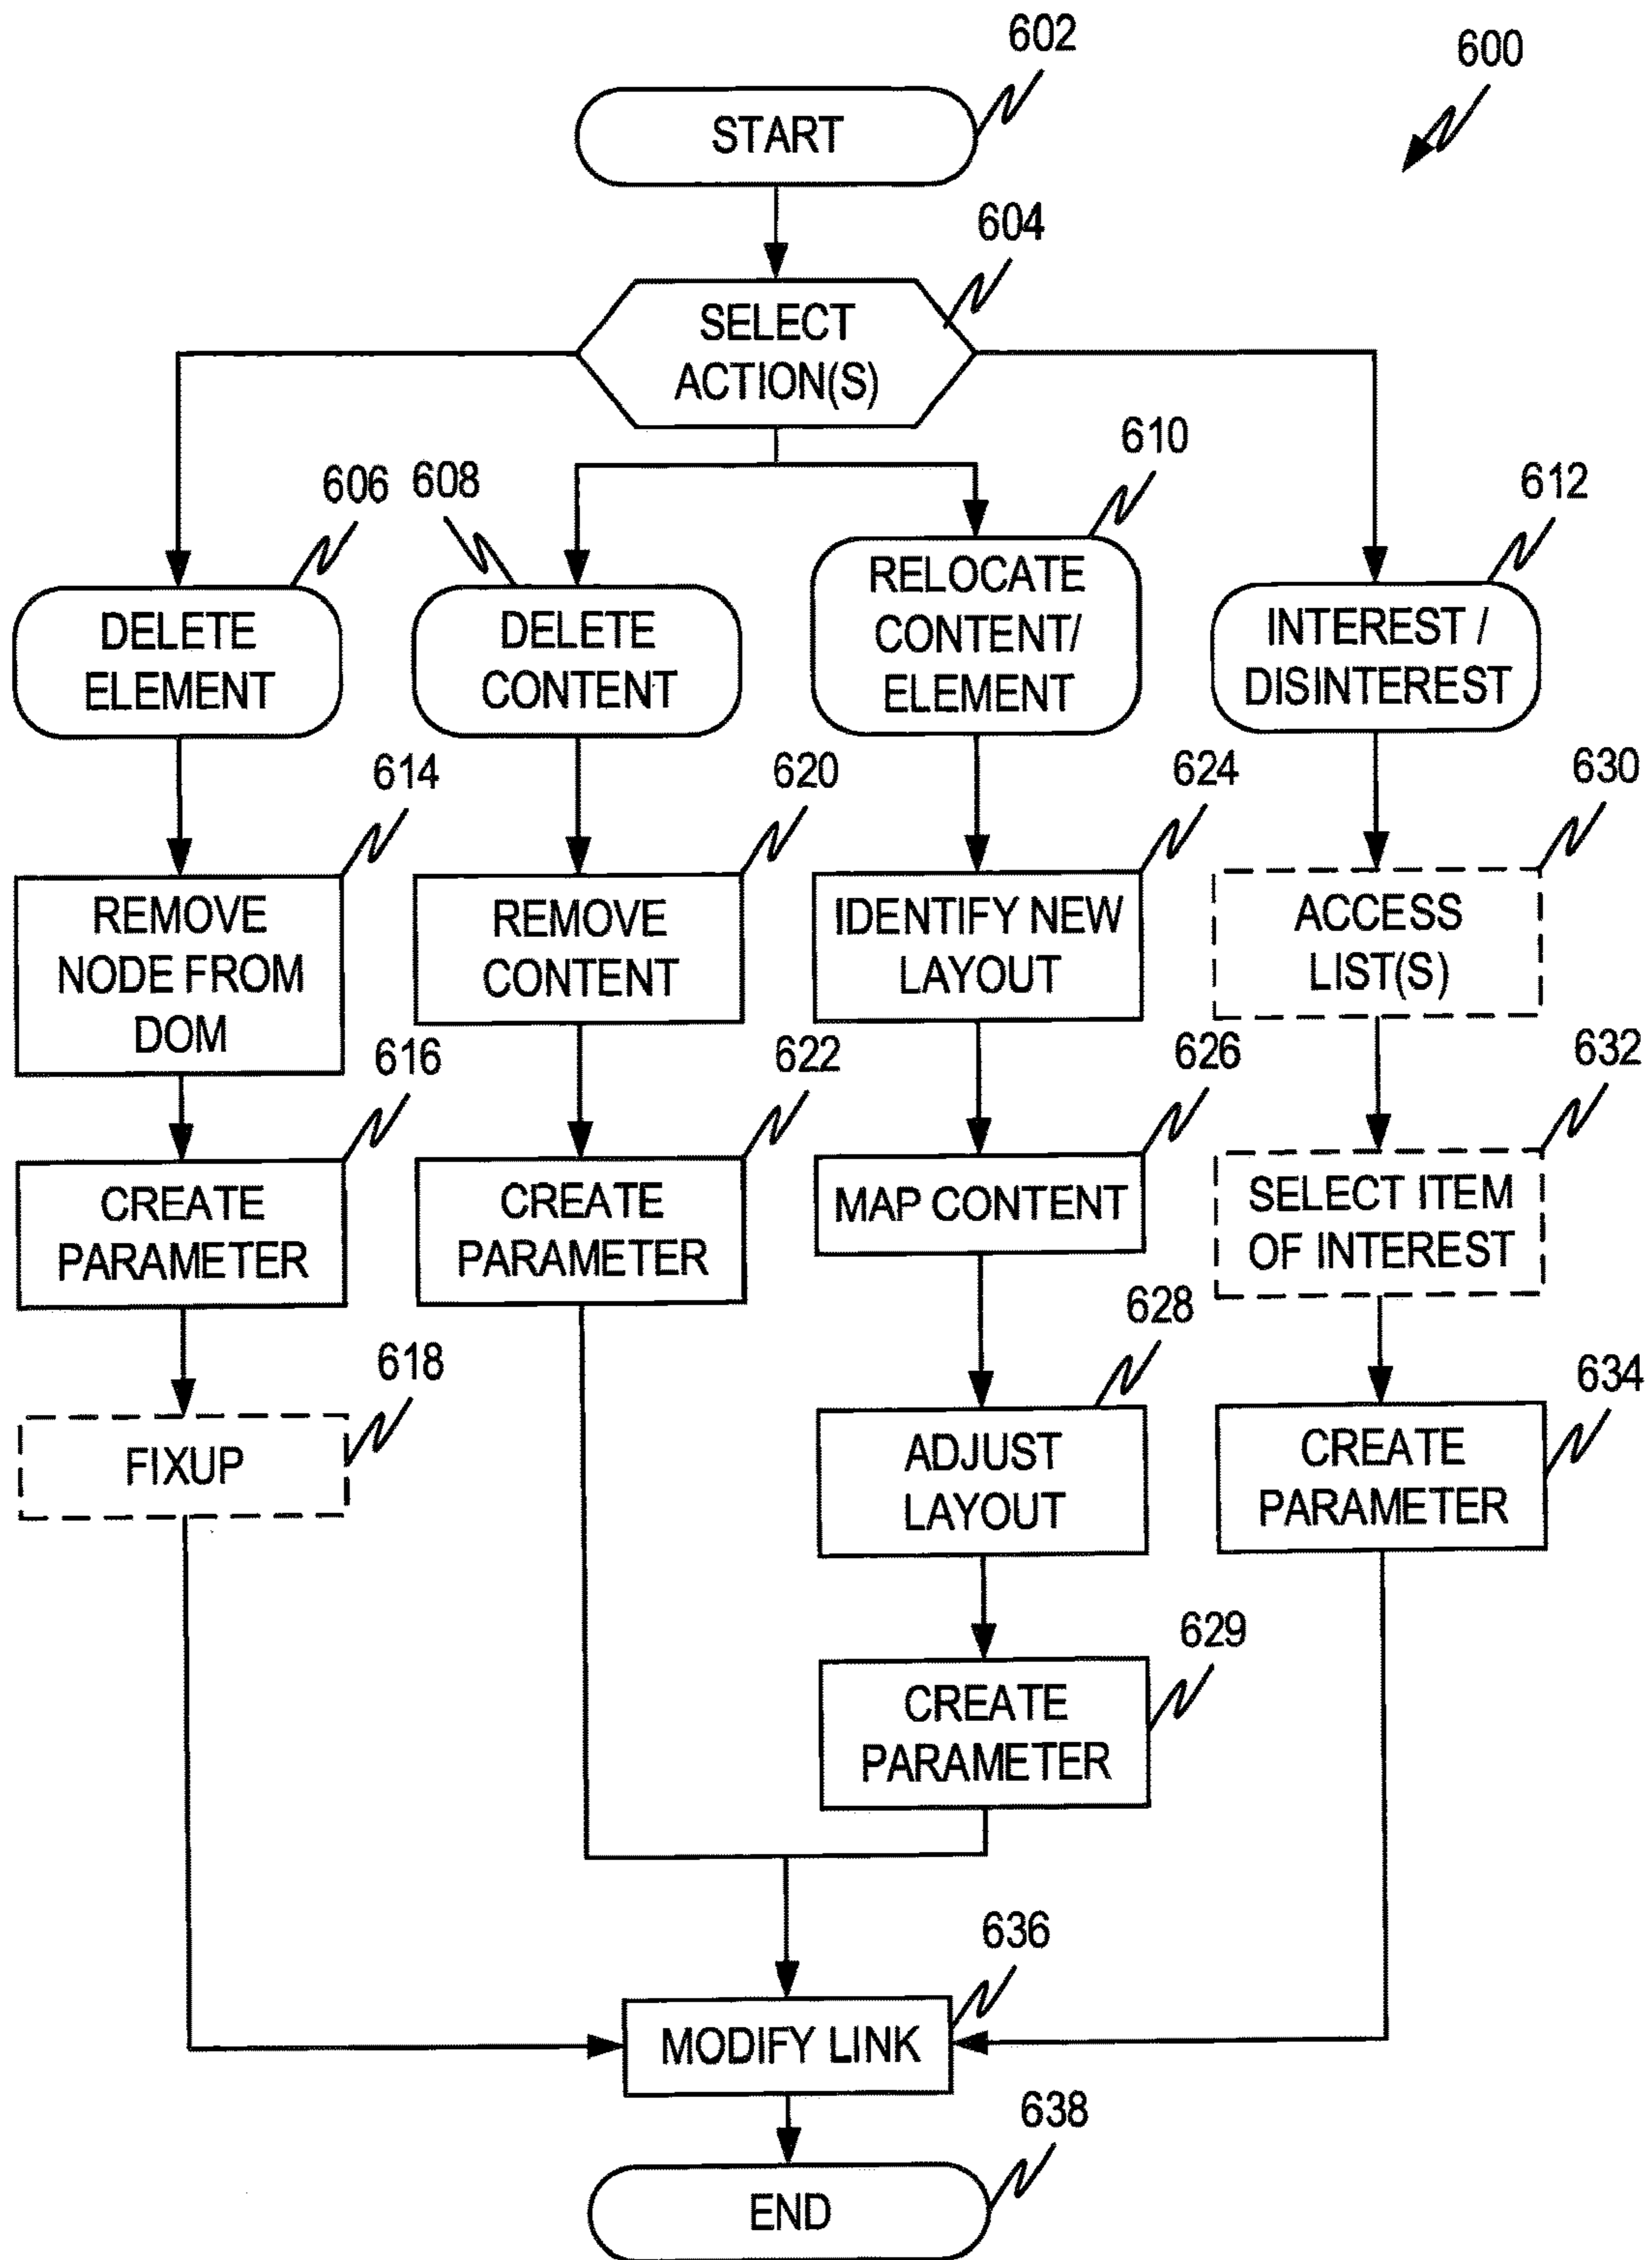 602
600
START
604
SELECT
ACTION(S)
610
606
608
612
RELOCATE
CONTENT/
ELEMENT
DELETE
ELEMENT
DELETE
CONTENT
INTEREST /
DISINTEREST
614
620
624
630
REMOVE
NODE FROM
DOM
REMOVE
CONTENT
IDENTIFY NEW
LAYOUT
ACCESS
LIST(S)
616
622
626
632
CREATE
PARAMETER
CREATE
PARAMETER
MAP CONTENT
SELECT ITEM
OF INTEREST
618
628
634
FIXUP
ADJUST
LAYOUT
CREATE
PARAMETER
629
CREATE
PARAMETER
636
MODIFY LINK
638
END